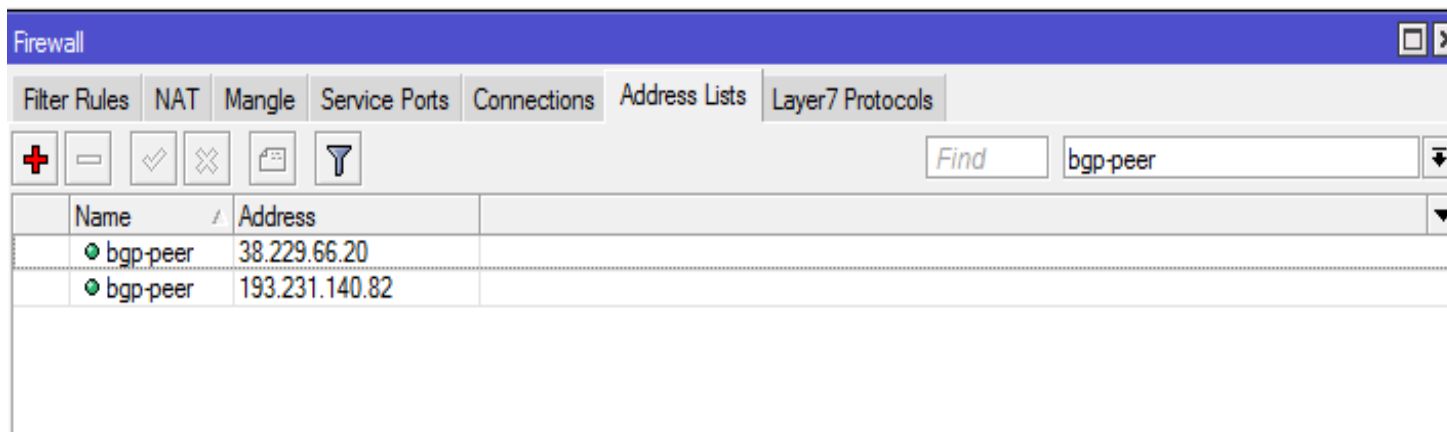 Firewall
Filter Rules NAT Mangle Service Ports Connections Address Lists Layer7 Protocols
Find bgp-peer
Name Address
bgp-peer 38.229.66.20
bgp-peer 193.231.140.82